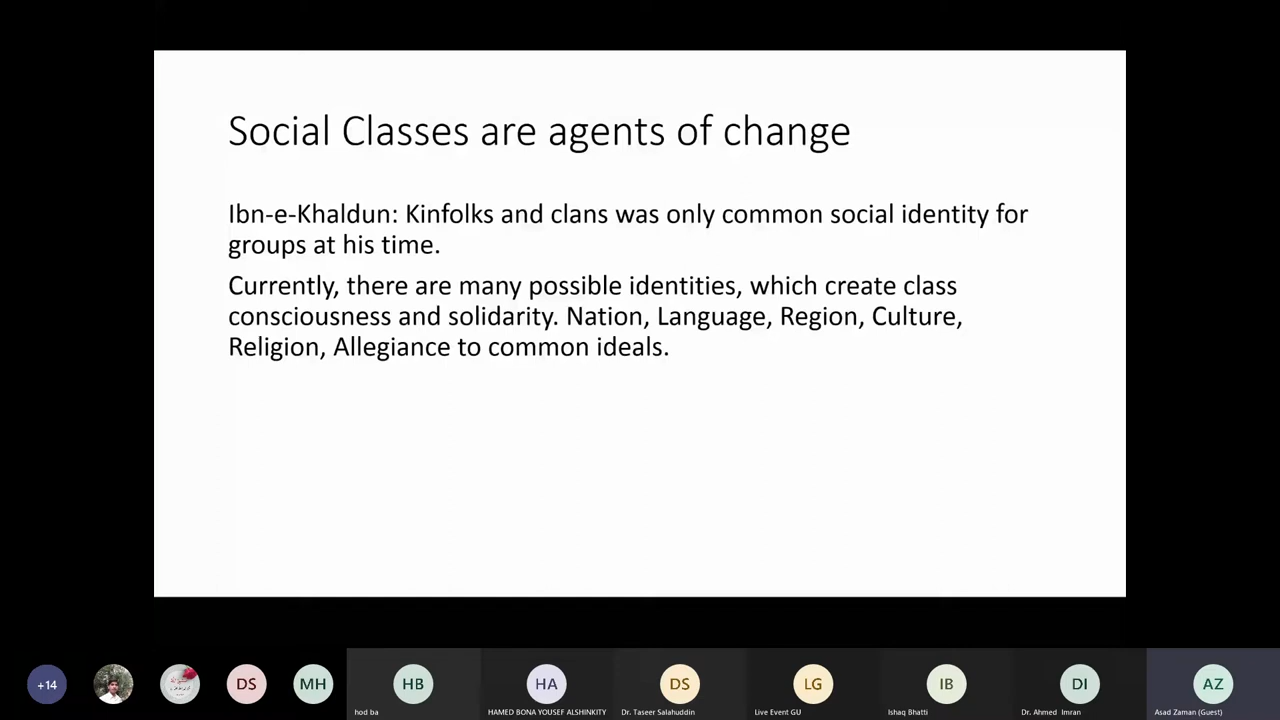 Social Classes are agents of change
Ibn-e-Khaldun: Kinfolks and clans was only common social identity for
groups at his time.
Currently, there are many possible identities, which create class
consciousness and solidarity. Nation, Language, Region, Culture,
Religion, Allegiance to common ideals.
+14
DS
MH
HB
HA
DS
LG
IB
DI
AZ
hod ba
HAMED BONA YOUSEF ALSHINKITY
Dr. Taseer Salahuddin
Live Event GU
Ishaq Bhatti
Dr. Ahmed Imran
Asad Zaman (Guest)